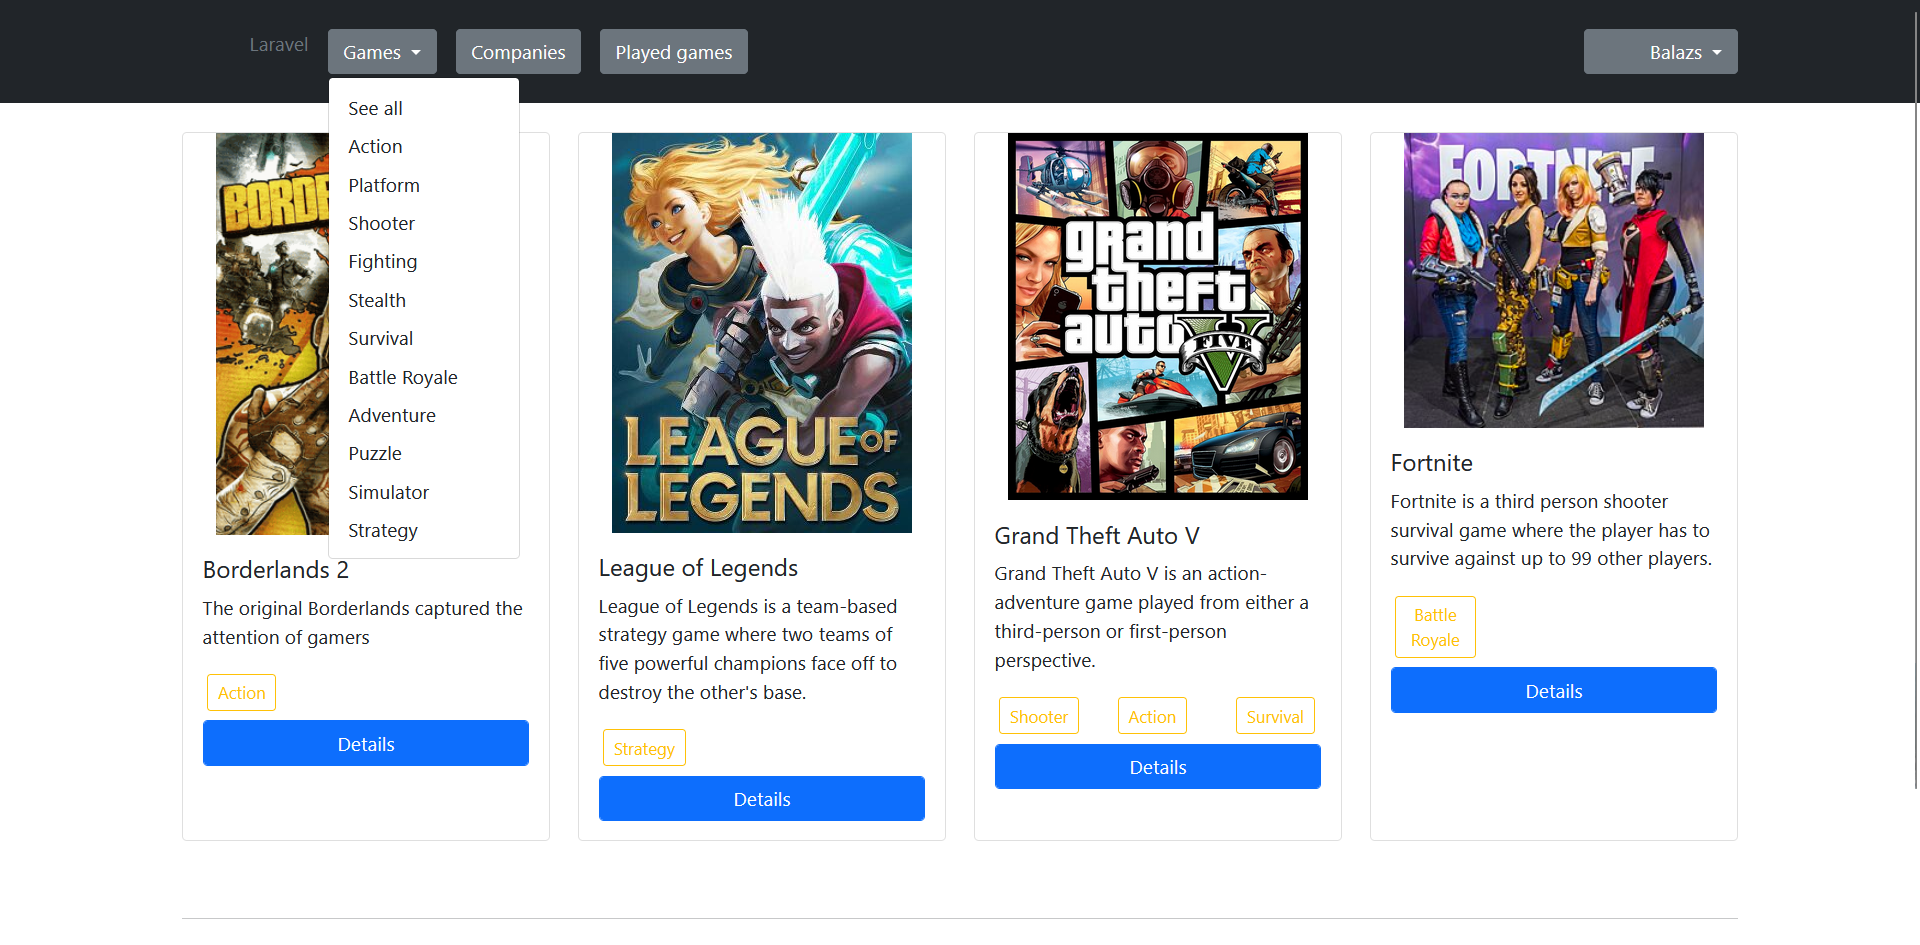 Laravel
Games
Companies
Played games
Balazs
See all
Action
Platform
Shooter
Fighting
Stealth
Survival
Battle Royale
Adventure
Puzzle
Simulator
Strategy
BORDE
Borderlands 2
The original Borderlands captured the
attention of gamers
Action
Details
LEAGUE OF
LEGENDS
League of Legends
League of Legends is a team-based
strategy game where two teams of
five powerful champions face off to
destroy the other's base.
Strategy
Details
grand
theft
auto
V
FIVE
Grand Theft Auto V
Grand Theft Auto V is an action-
adventure game played from either a
third-person or first-person
perspective.
Shooter
Action
Survival
Details
FORTNITE
Fortnite
Fortnite is a third person shooter
survival game where the player has to
survive against up to 99 other players.
Battle
Royale
Details